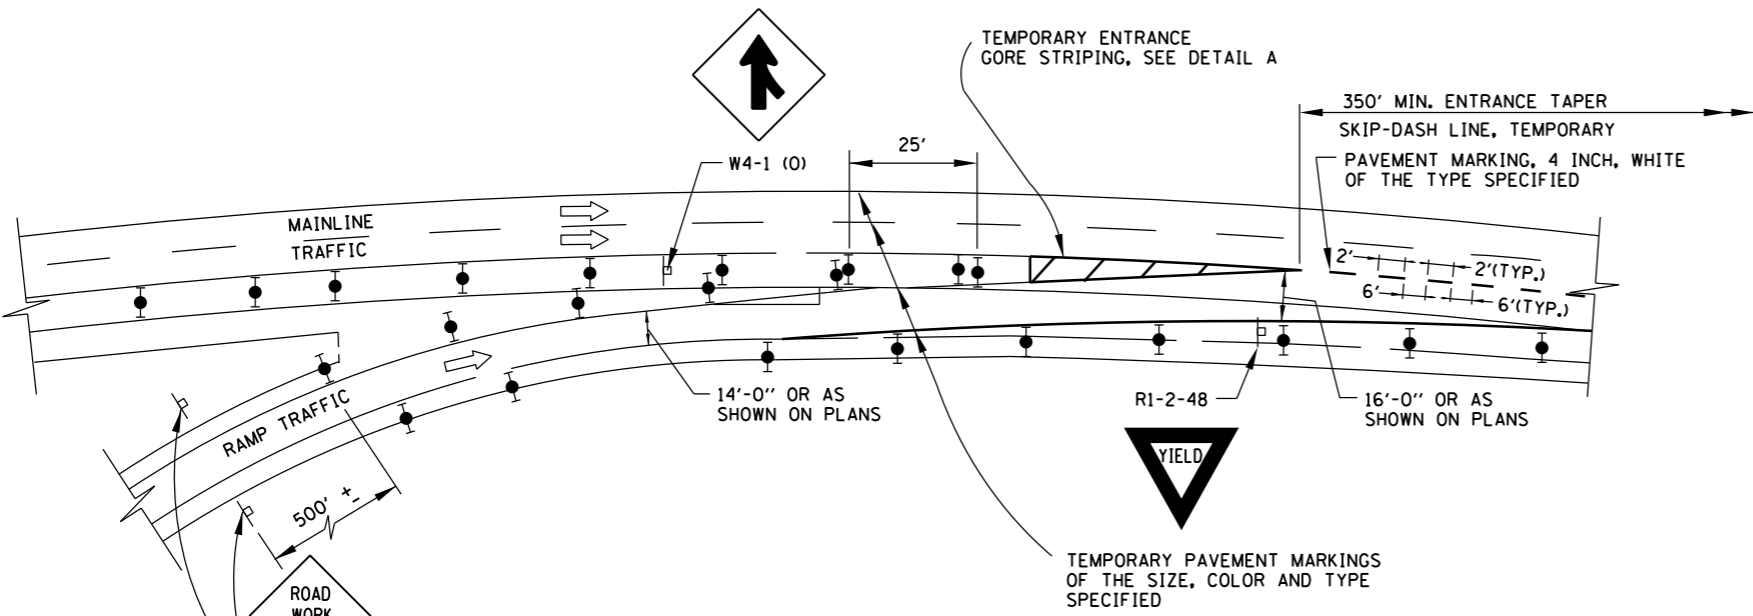 TEMPORARY ENTRANCE
GORE STRIPING, SEE DETAIL A
350' MIN. ENTRANCE TAPER
SKIP-DASH LINE, TEMPORARY
PAVEMENT MARKING, 4 INCH, WHITE
OF THE TYPE SPECIFIED
25'
W4-1 (O)
MAINLINE
TRAFFIC
2'
2'(TYP.)
6'
6'(TYP.)
14'-0'' OR AS
SHOWN ON PLANS
R1-2-48
16'-0'' OR AS
SHOWN ON PLANS
RAMP TRAFFIC
YIELD
500' +-
TEMPORARY PAVEMENT MARKINGS
OF THE SIZE, COLOR AND TYPE
SPECIFIED
ROAD
WORK